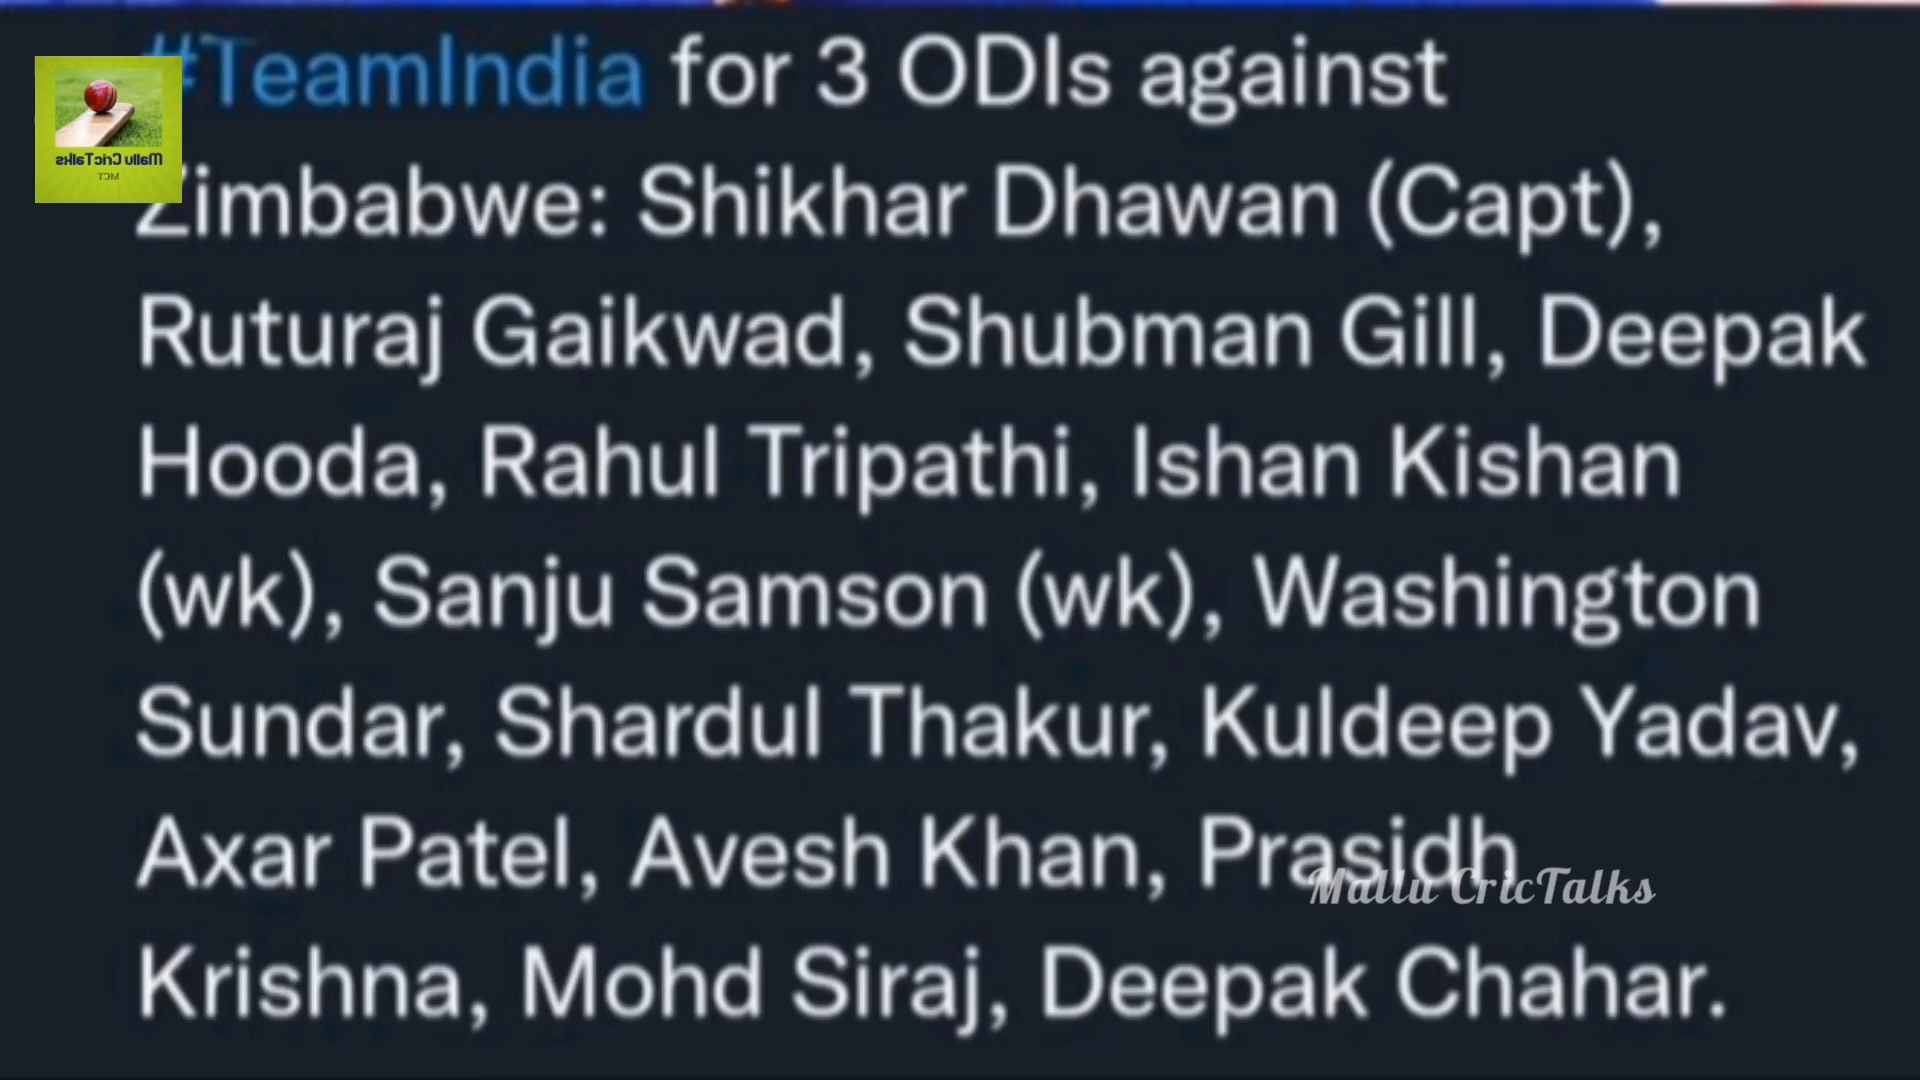 #TeamIndia for 3 ODIs against
Zimbabwe: Shikhar Dhawan (Capt),
Ruturaj Gaikwad, Shubman Gill, Deepak
Hooda, Rahul Tripathi, Ishan Kishan
(wk), Sanju Samson (wk), Washington
Sundar, Shardul Thakur, Kuldeep Yadav,
Axar Patel, Avesh Khan, Prasidh
Krishna, Mohd Siraj, Deepak Chahar.
Mallu CricTalks
MCT
Mallu CricTalks